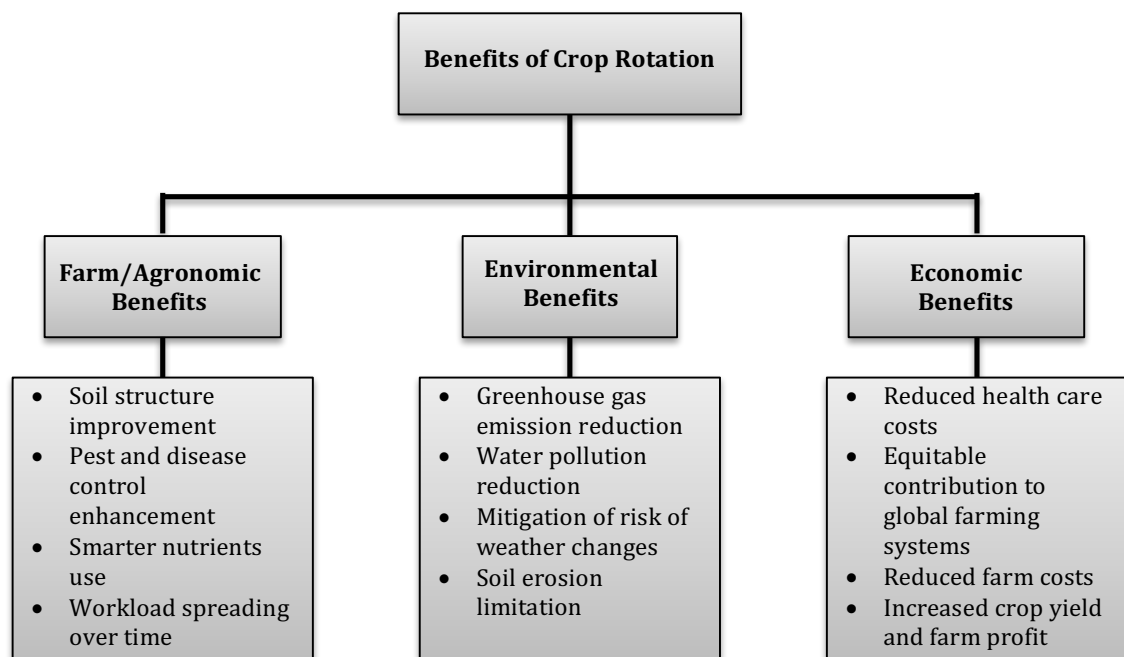 Benefits of Crop Rotation
Farm/Agronomic
Benefits
• Soil structure
improvement
• Pest and disease
control
enhancement
• Smarter nutrients
use
• Workload spreading
over time
Environmental
Benefits
• Greenhouse gas
emission reduction
• Water pollution
reduction
• Mitigation of risk of
weather changes
• Soil erosion
limitation
Economic
Benefits
• Reduced health care
costs
• Equitable
contribution to
global farming
systems
• Reduced farm costs
• Increased crop yield
and farm profit